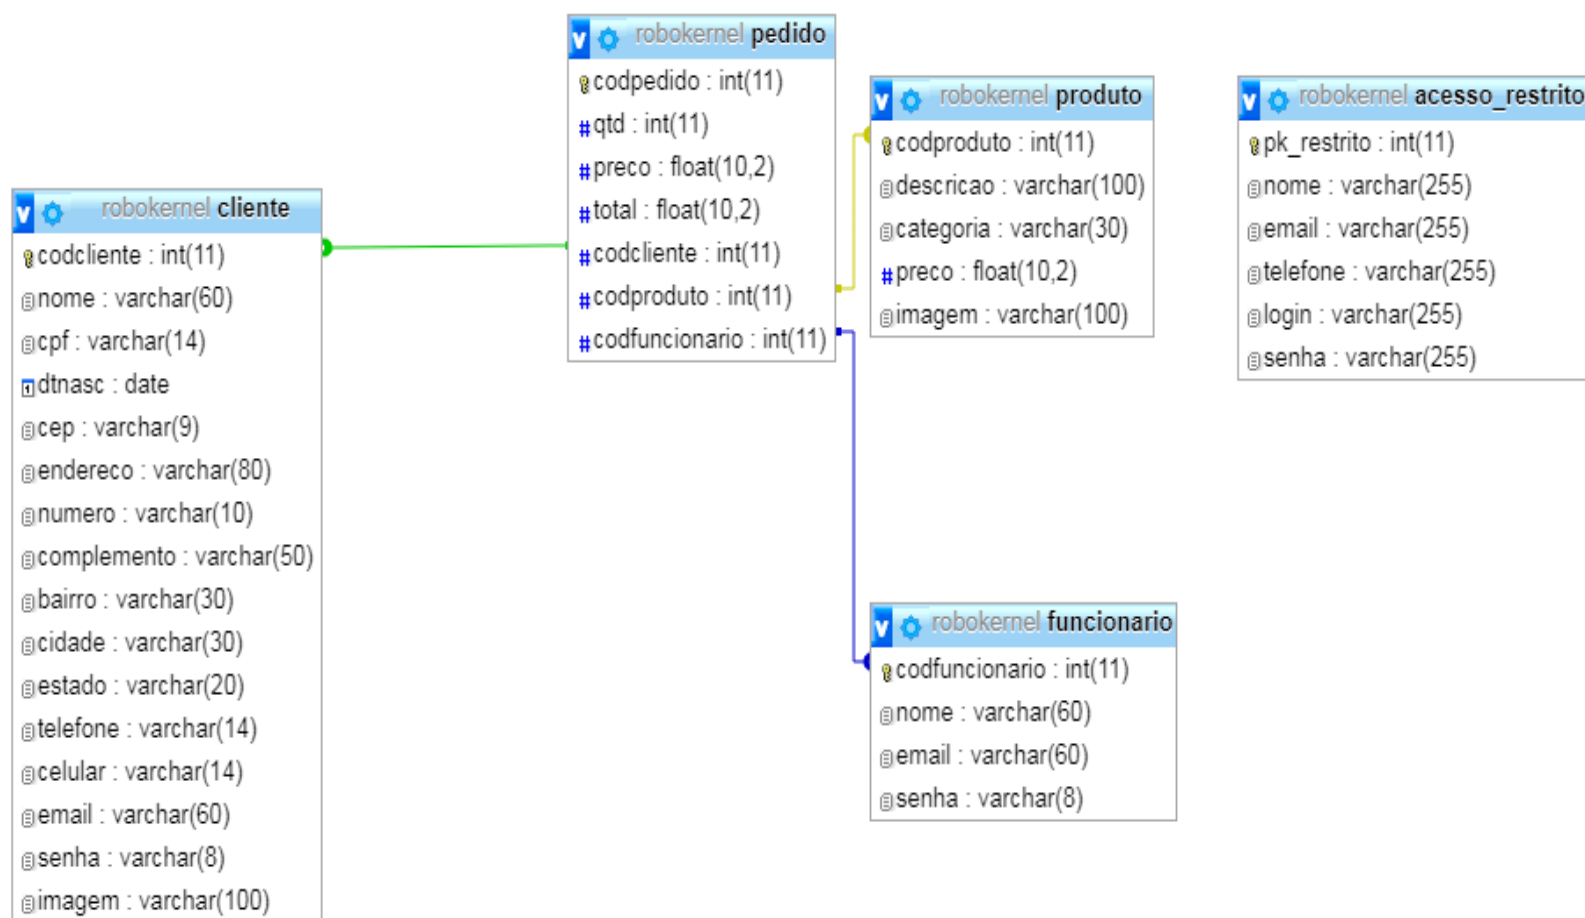 robokernel pedido
codpedido : int(11)
qtd : int(11)
preco : float(10,2)
total : float(10,2)
codcliente : int(11)
codproduto : int(11)
codfuncionario : int(11)
robokernel produto
codproduto : int(11)
descricao : varchar(100)
categoria : varchar(30)
preco : float(10,2)
imagem : varchar(100)
robokernel acesso_restrito
pk_restrito : int(11)
nome : varchar(255)
email : varchar(255)
telefone : varchar(255)
login : varchar(255)
senha : varchar(255)
robokernel cliente
codcliente : int(11)
nome : varchar(60)
cpf : varchar(14)
dtnasc : date
cep : varchar(9)
endereco : varchar(80)
numero : varchar(10)
complemento : varchar(50)
bairro : varchar(30)
cidade : varchar(30)
estado : varchar(20)
telefone : varchar(14)
celular : varchar(14)
email : varchar(60)
senha : varchar(8)
imagem : varchar(100)
robokernel funcionario
codfuncionario : int(11)
nome : varchar(60)
email : varchar(60)
senha : varchar(8)